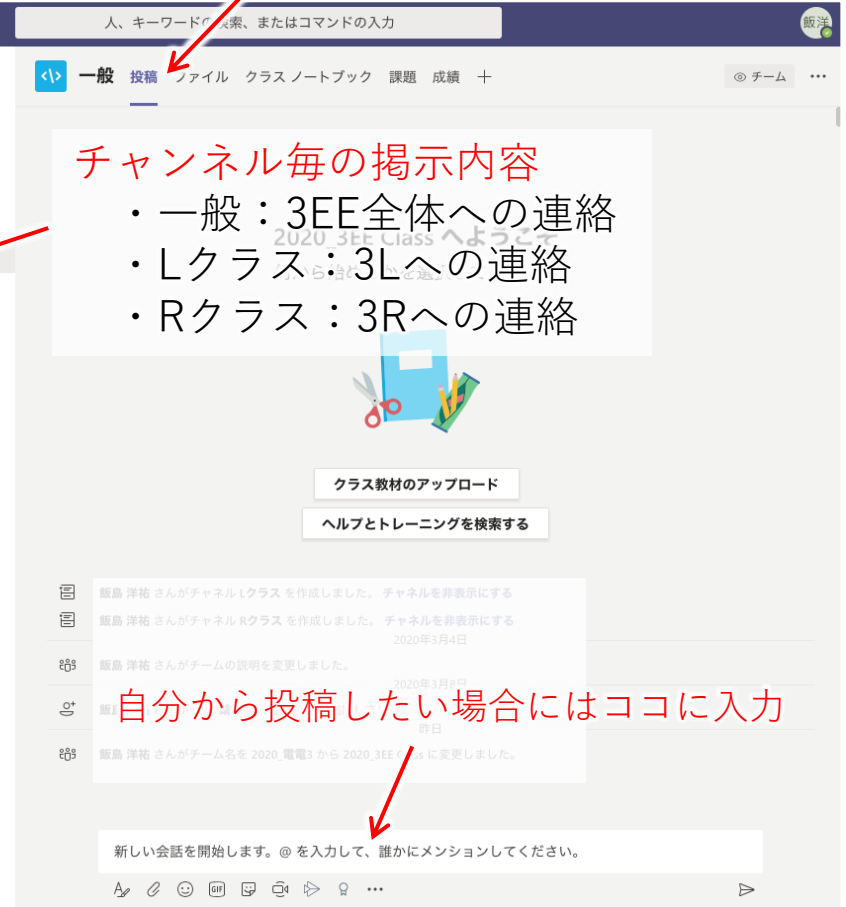 人、キーワードの検索、またはコマンドの入力
飯洋
一般 投稿 ファイル クラス ノートブック 課題 成績 チーム
チャンネル毎の掲示内容
・一般：3EE全体への連絡
2020_3EE Class へようこそ
・Lクラス：3Lへの連絡
・Rクラス：3Rへの連絡
クラス教材のアップロード
ヘルプとトレーニングを検索する
飯島 洋祐 さんがチャネル Lクラス を作成しました。 チャネルを非表示にする
飯島 洋祐 さんがチャネル Rクラス を作成しました。 チャネルを非表示にする
2020年3月4日
飯島 洋祐 さんがチームの説明を変更しました。
2020年3月8日
自分から投稿したい場合にはココに入力
昨日
飯島 洋祐 さんがチーム名を 2020_電電3 から 2020_3EE Class に変更しました。
新しい会話を開始します。@ を入力して、誰かにメンションしてください。
GIF